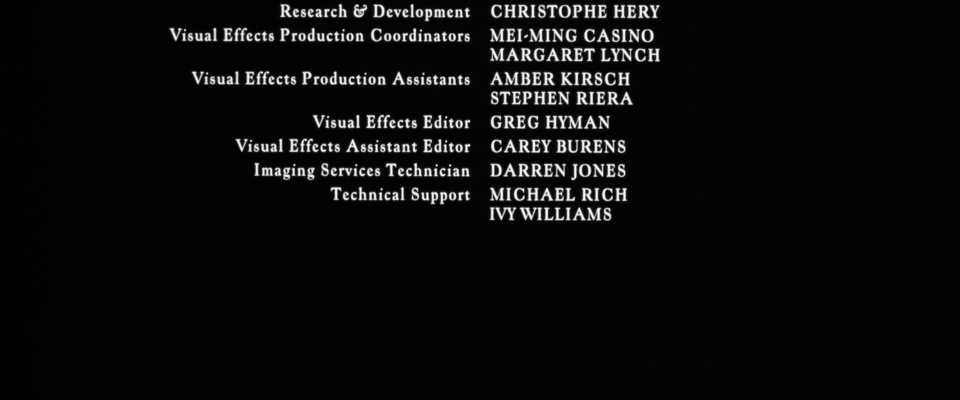 Research & Development CHRISTOPHE HERY
Visual Effects Production Coordinators MEI-MING CASINO
MARGARET LYNCH
Visual Effects Production Assistants AMBER KIRSCH
STEPHEN RIERA
Visual Effects Editor GREG HYMAN
Visual Effects Assistant Editor CAREY BURENS
Imaging Services Technician DARREN JONES
Technical Support MICHAEL RICH
IVY WILLIAMS